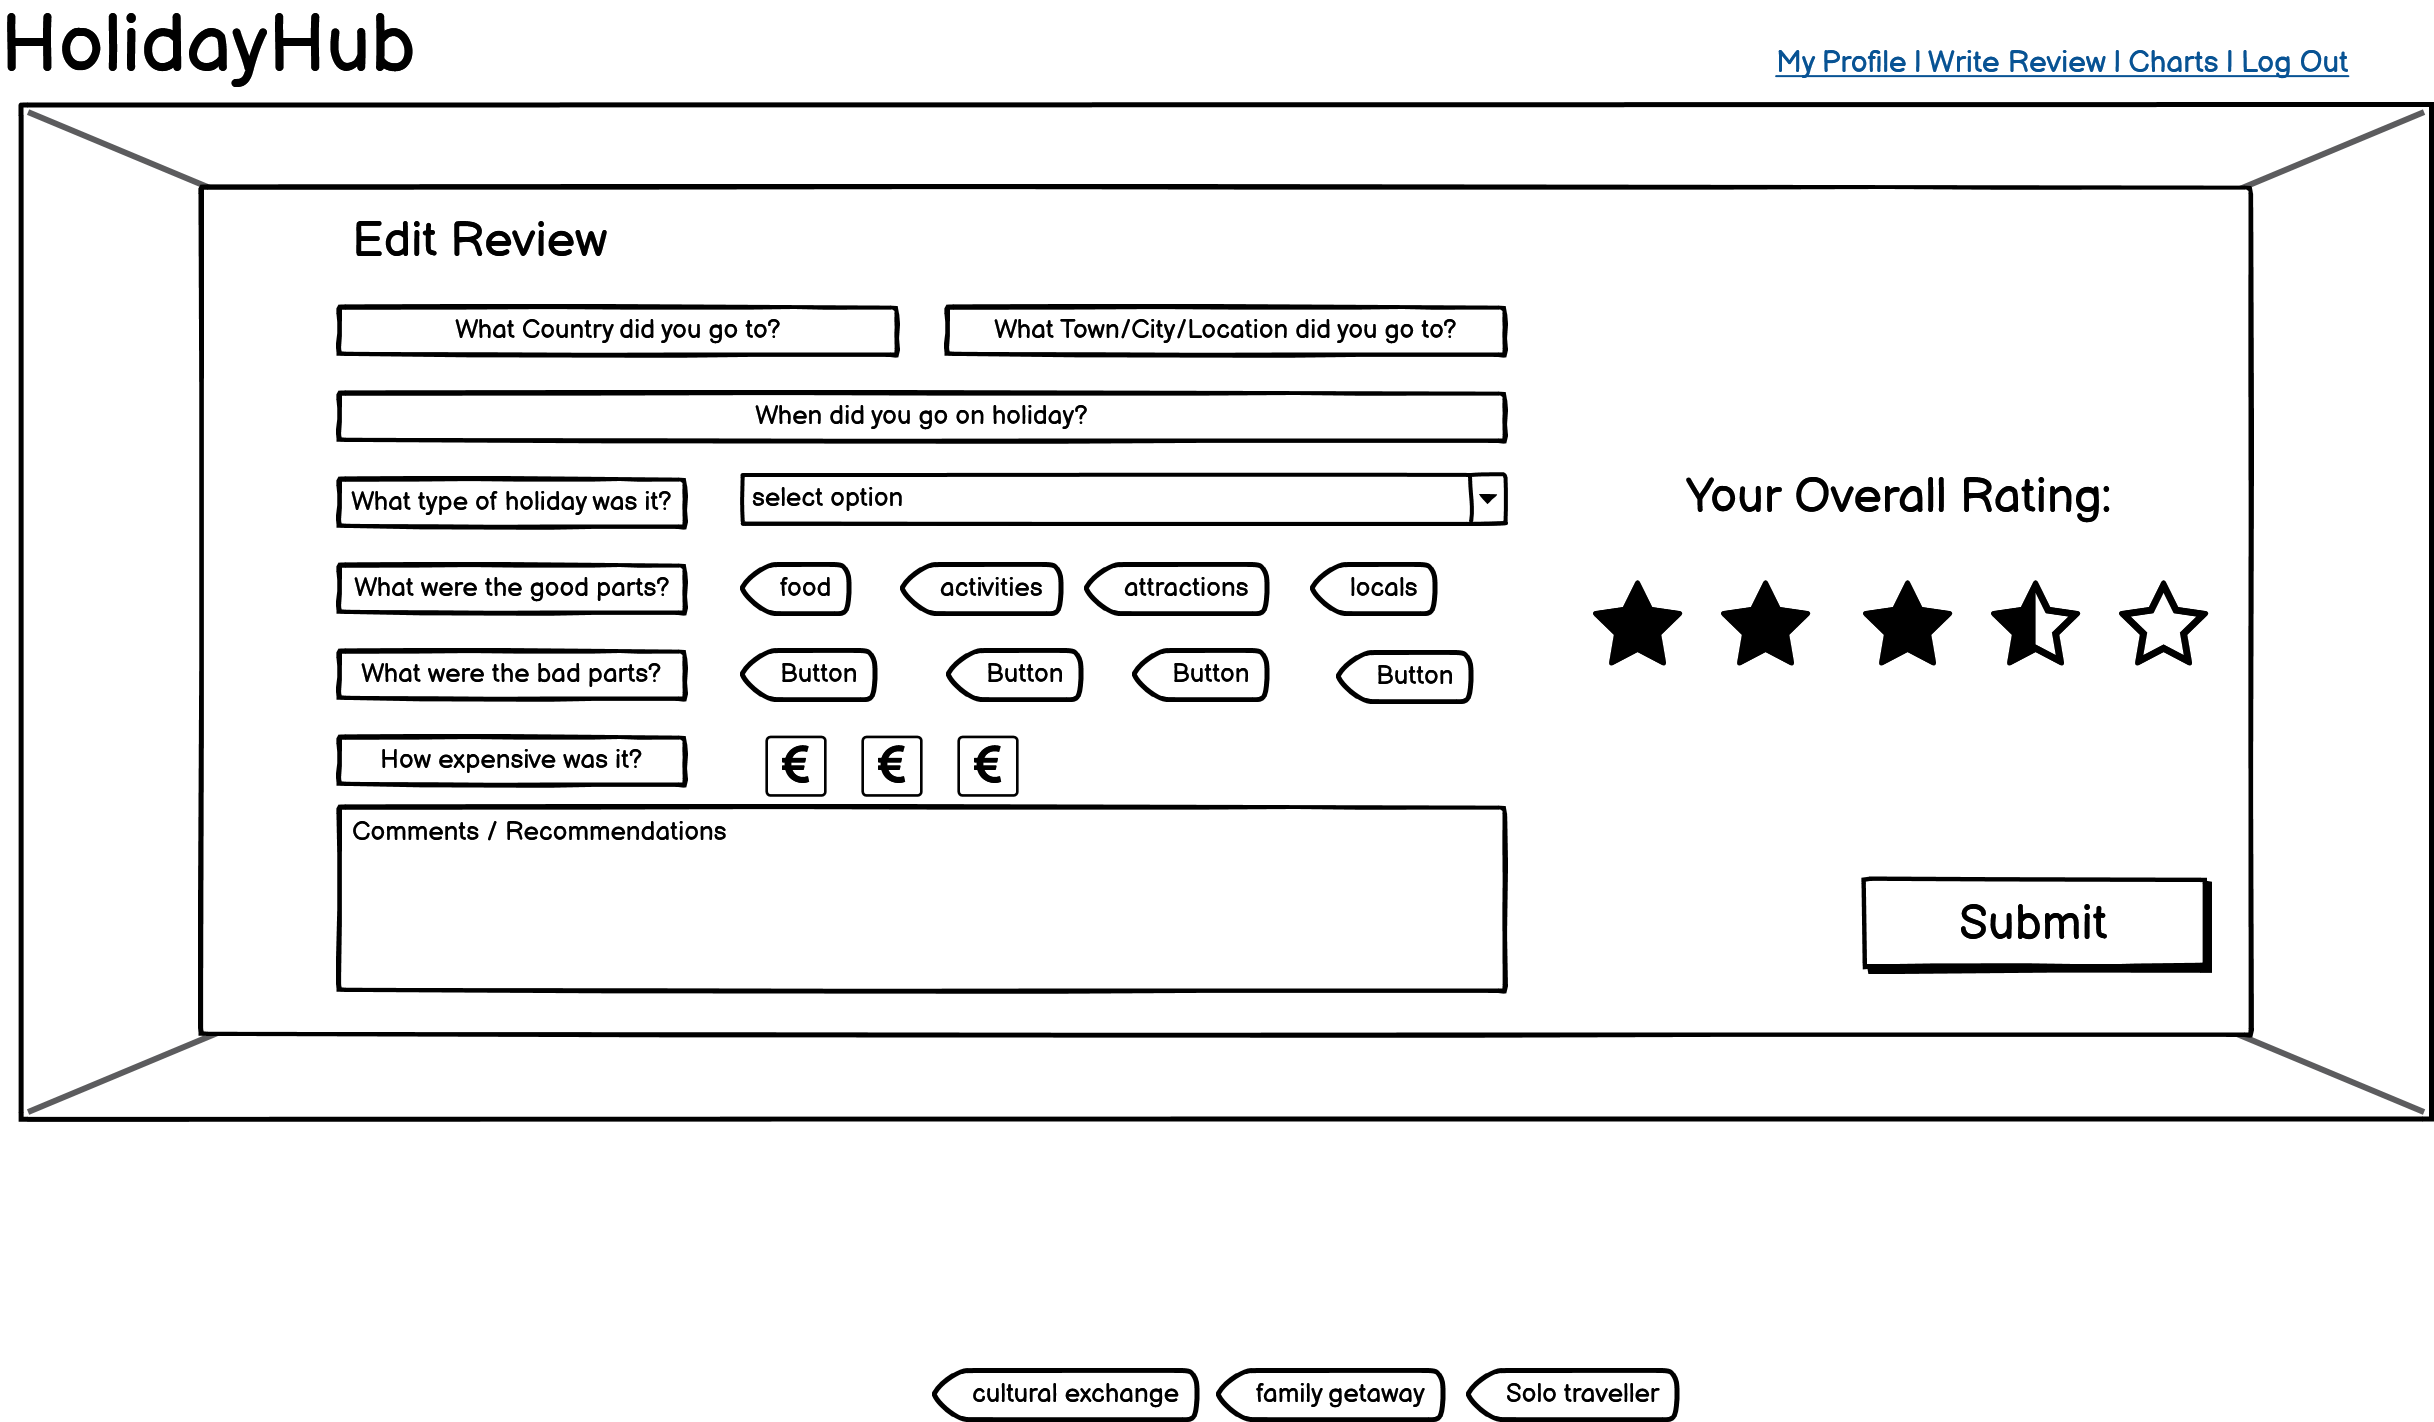 HolidayHub
My Profile | Write Review | Charts | Log Out
Edit Review
What Country did you go to?
What Town/City/Location did you go to?
When did you go on holiday?
What type of holiday was it?
select option
Your Overall Rating:
What were the good parts?
food
activities
attractions
locals
What were the bad parts?
Button
Button
Button
Button
How expensive was it?
€
€
€
Comments / Recommendations
Submit
cultural exchange
family getaway
Solo traveller